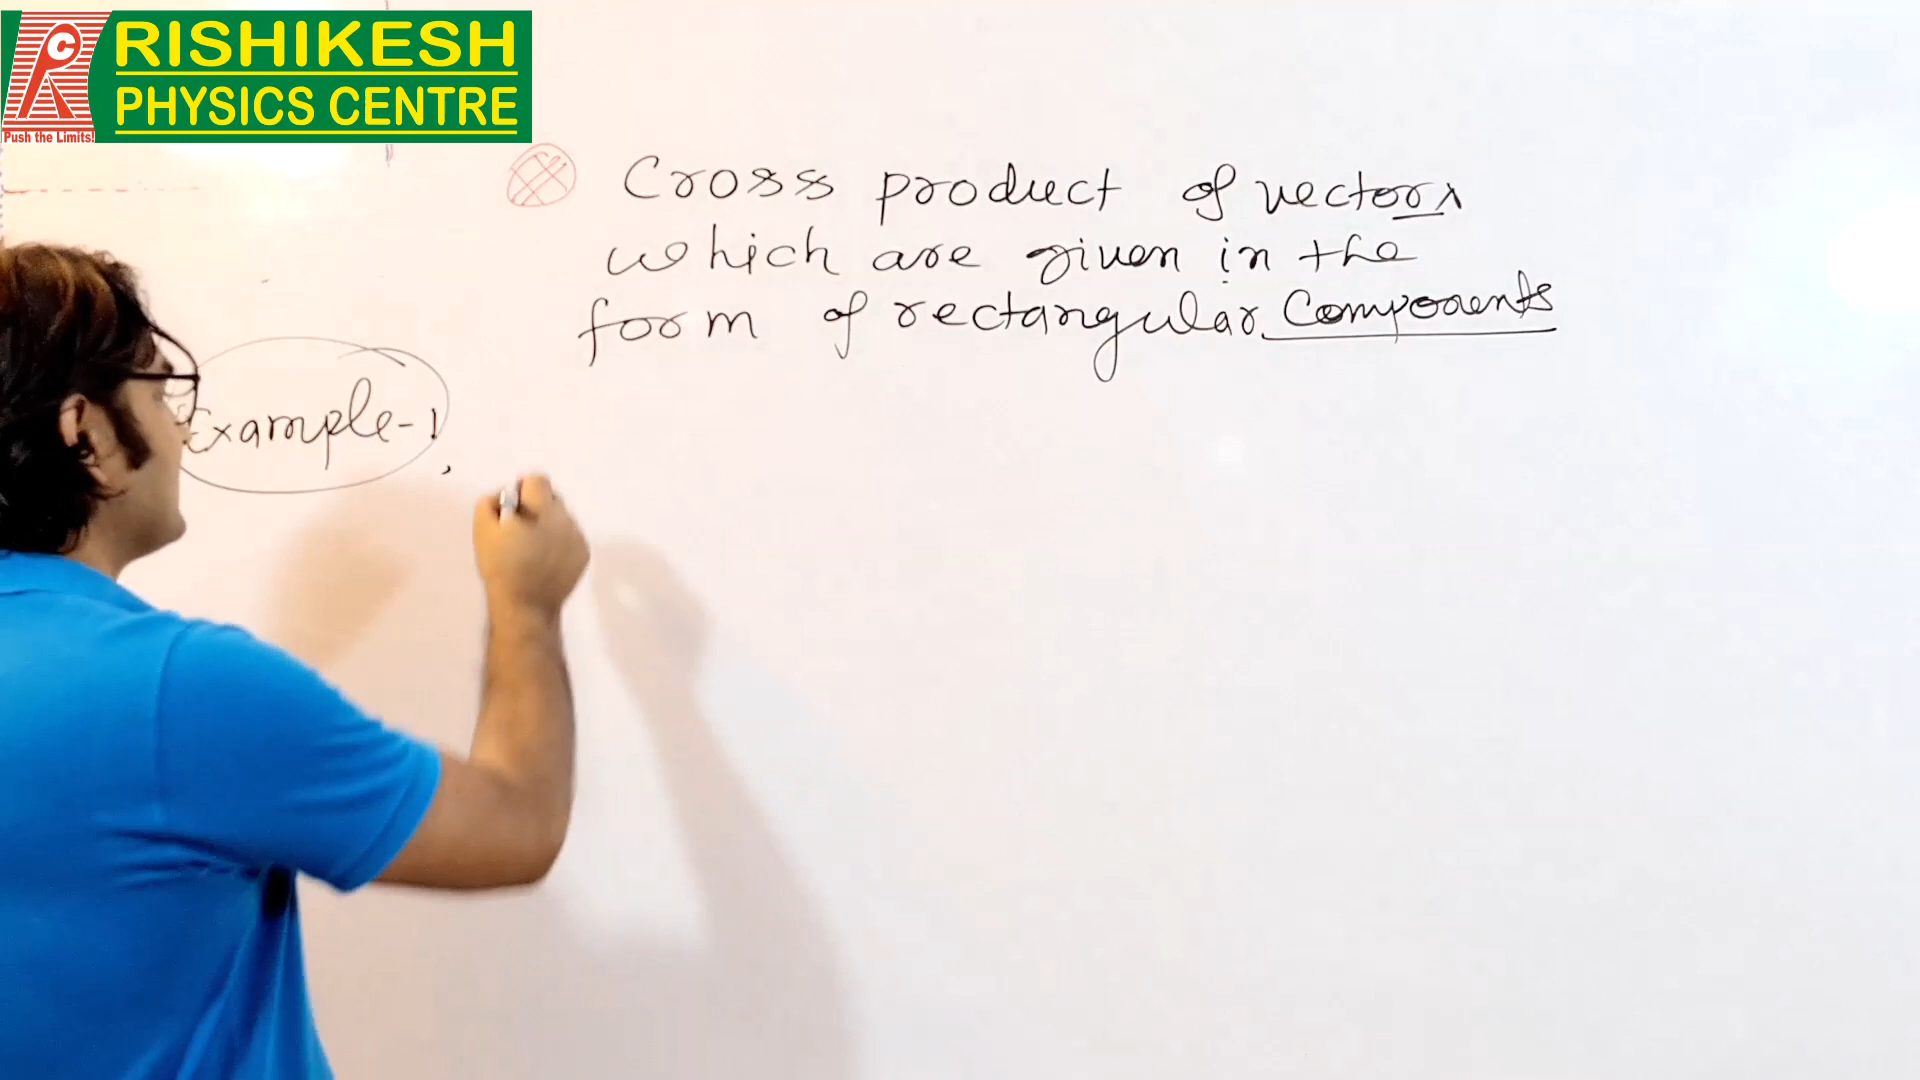 RISHIKESH
PHYSICS CENTRE
Push the Limits!
Cross product of vectors
which are given in the
form of rectangular components
Example-1